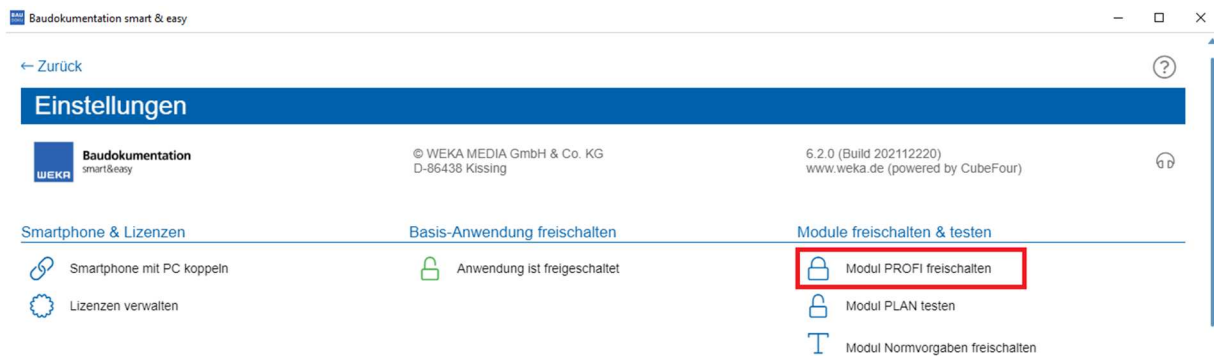 BAU
Baudokumentation smart & easy
← Zurück
?
Einstellungen
WEKA
Baudokumentation
smart&easy
© WEKA MEDIA GmbH & Co. KG
D-86438 Kissing
6.2.0 (Build 202112220)
www.weka.de (powered by CubeFour)
Smartphone & Lizenzen
Basis-Anwendung freischalten
Module freischalten & testen
Smartphone mit PC koppeln
Anwendung ist freigeschaltet
Modul PROFI freischalten
Lizenzen verwalten
Modul PLAN testen
Modul Normvorgaben freischalten